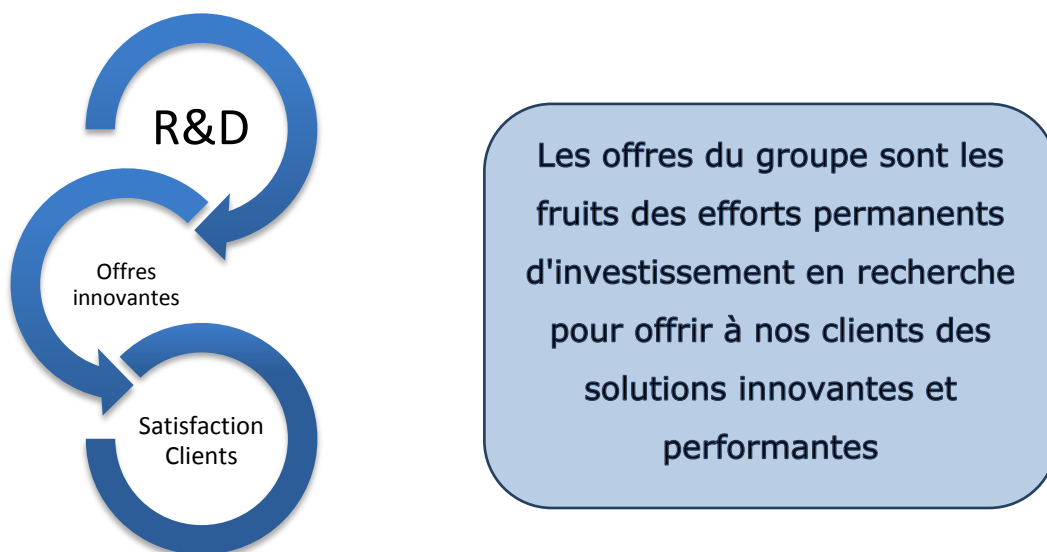 R&D
Offres
innovantes
Satisfaction
Clients
Les offres du groupe sont les
fruits des efforts permanents
d'investissement en recherche
pour offrir à nos clients des
solutions innovantes et
performantes